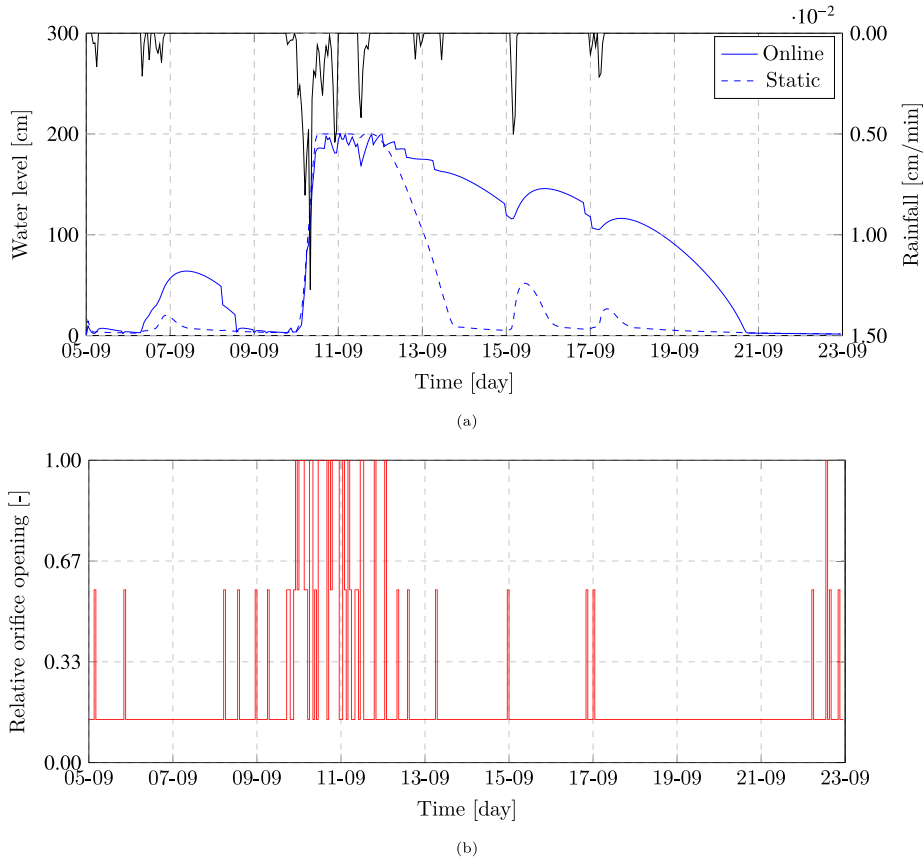 ·10⁻²
300
200
100
0
Water level [cm]
0.00
0.50
1.00
1.50
Rainfall [cm/min]
Online
Static
05-09 07-09 09-09 11-09 13-09 15-09 17-09 19-09 21-09 23-09
Time [day]
(a)
1.00
0.67
0.33
0.00
Relative orifice opening [-]
05-09 07-09 09-09 11-09 13-09 15-09 17-09 19-09 21-09 23-09
Time [day]
(b)